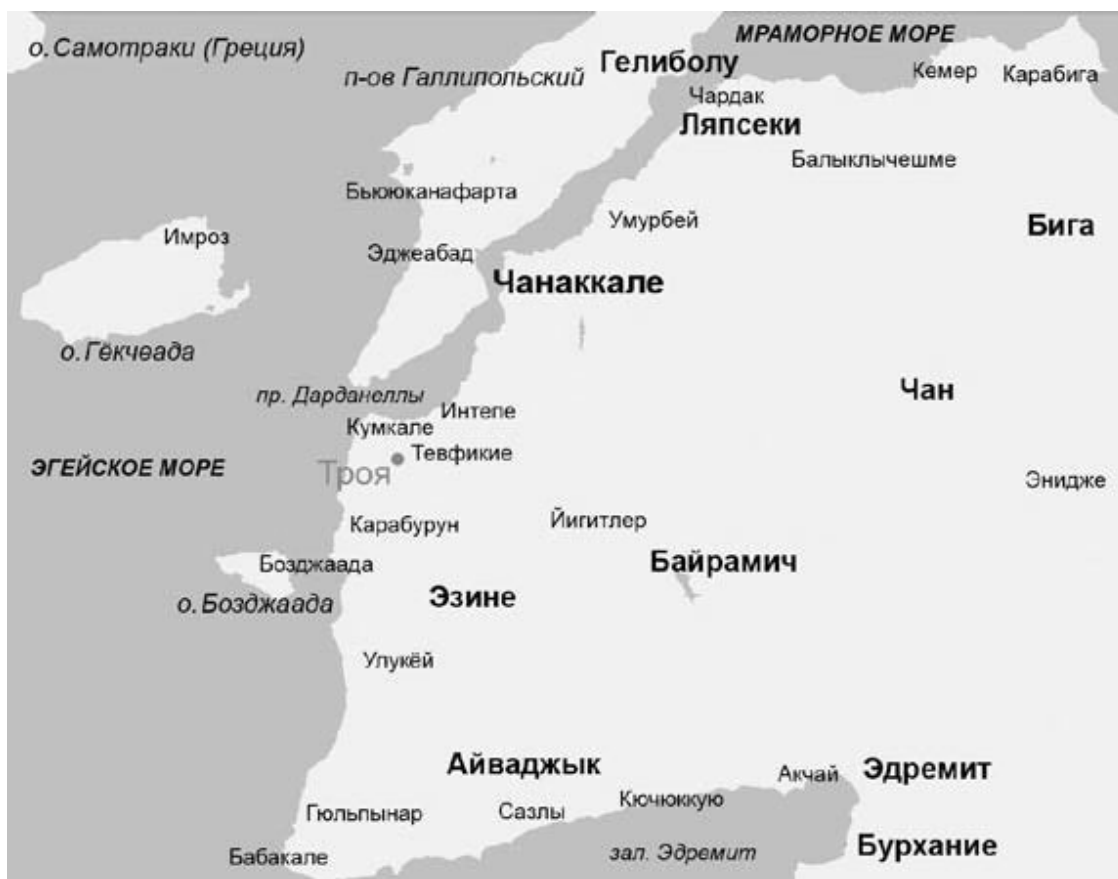 МРАМОРНОЕ МОРЕ
о. Самотраки (Греция)
Гелиболу
п-ов Галлипольский
Кемер
Карабига
Чардак
Ляпсеки
Балыклычешме
Бьююканафарта
Умурбей
Бига
Имроз
Эджеабад
Чанаккале
о. Гёкчеада
Чан
пр. Дарданеллы
Интепе
Кумкале
Тевфикие
ЭГЕЙСКОЕ МОРЕ
Троя
Энидже
Карабурун
Йигитлер
Бозджаада
Байрамич
о. Бозджаада
Эзине
Улукёй
Айваджык
Акчай
Эдремит
Кючюккую
Гюльпынар
Сазлы
Бурхание
Бабакале
зал. Эдремит